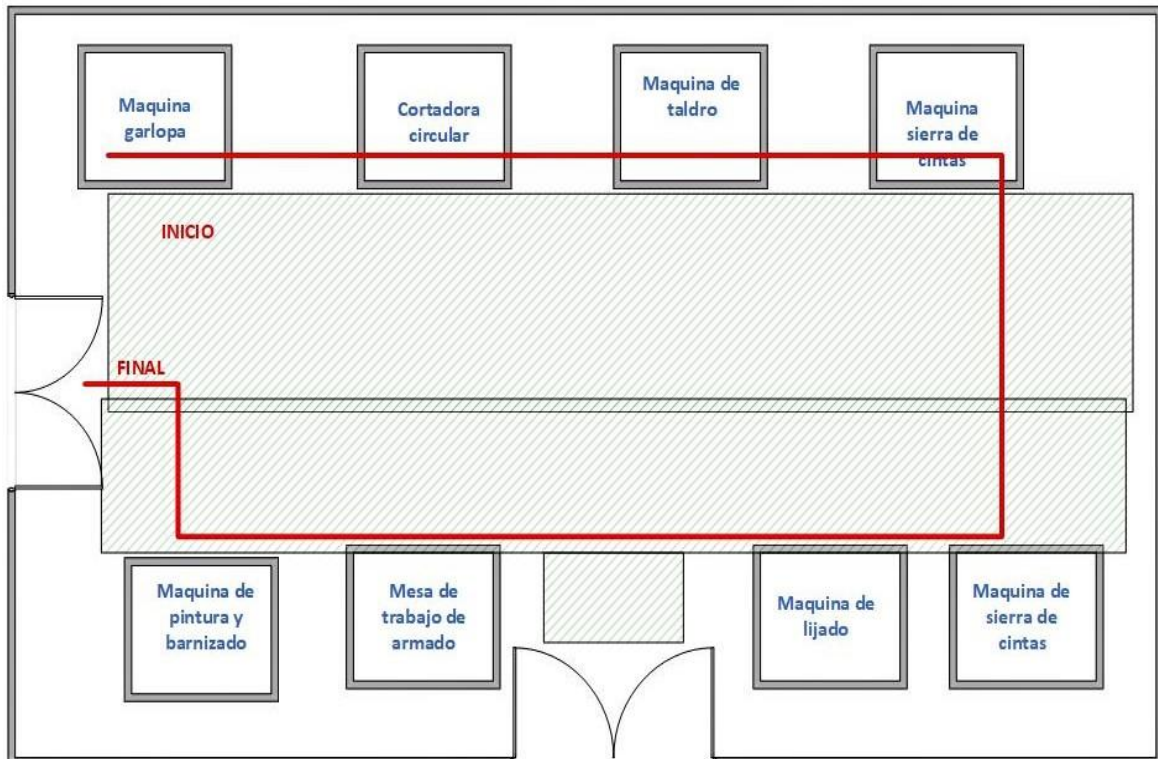 Maquina
garlopa
Cortadora
circular
Maquina de
taldro
Maquina
sierra de
cintas
INICIO
FINAL
Maquina de
pintura y
barnizado
Mesa de
trabajo de
armado
Maquina de
lijado
Maquina de
sierra de
cintas